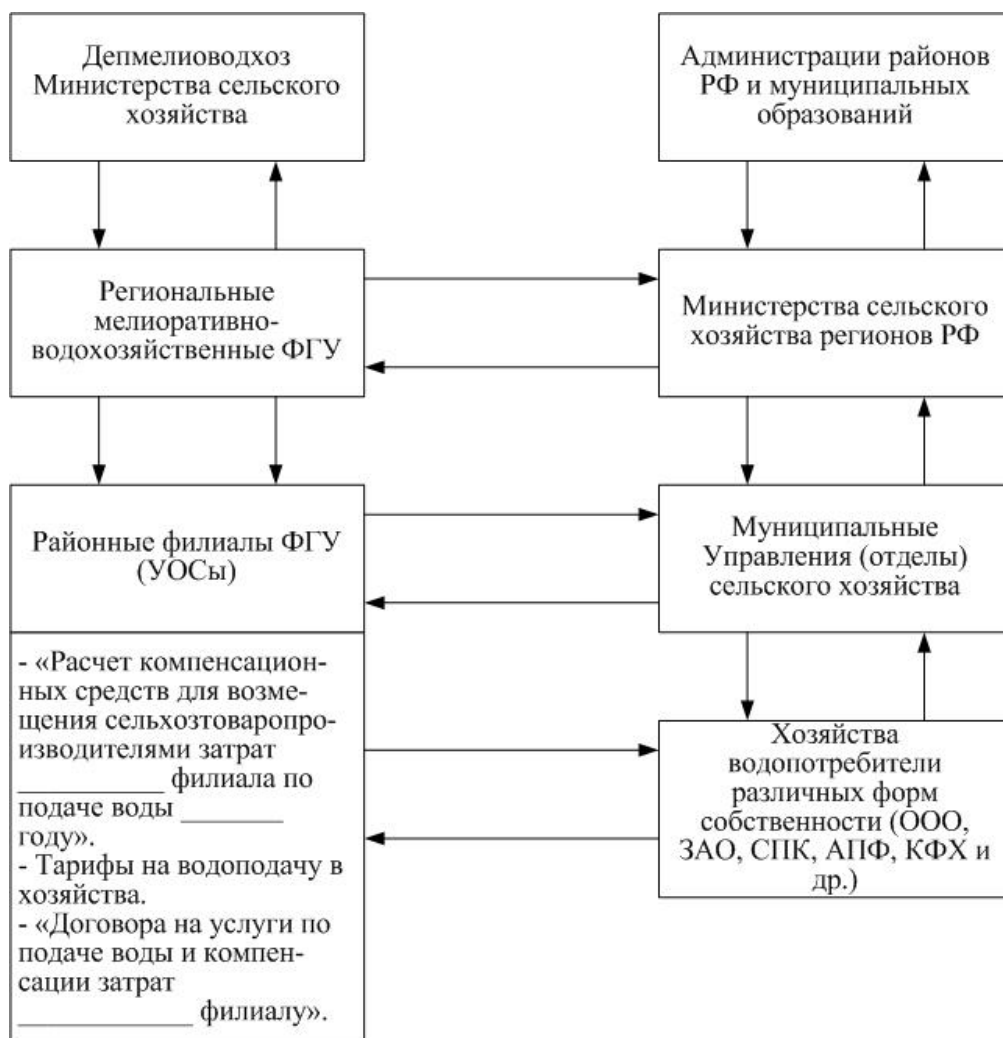 Депмелиоводхоз
Министерства сельского
хозяйства
Администрации районов
РФ и муниципальных
образований
Региональные
мелиоративно-
водохозяйственные ФГУ
Министерства сельского
хозяйства регионов РФ
Районные филиалы ФГУ
(УОСы)
Муниципальные
Управления (отделы)
сельского хозяйства
- «Расчет компенсацион-
ных средств для возме-
щения сельхозтоваропро-
изводителями затрат
__________ филиала по
подаче воды ________
году».
- Тарифы на водоподачу в
хозяйства.
- «Договора на услуги по
подаче воды и компен-
сации затрат
_____________ филиалу».
Хозяйства
водопотребители
различных форм
собственности (ООО,
ЗАО, СПК, АПФ, КФХ и
др.)